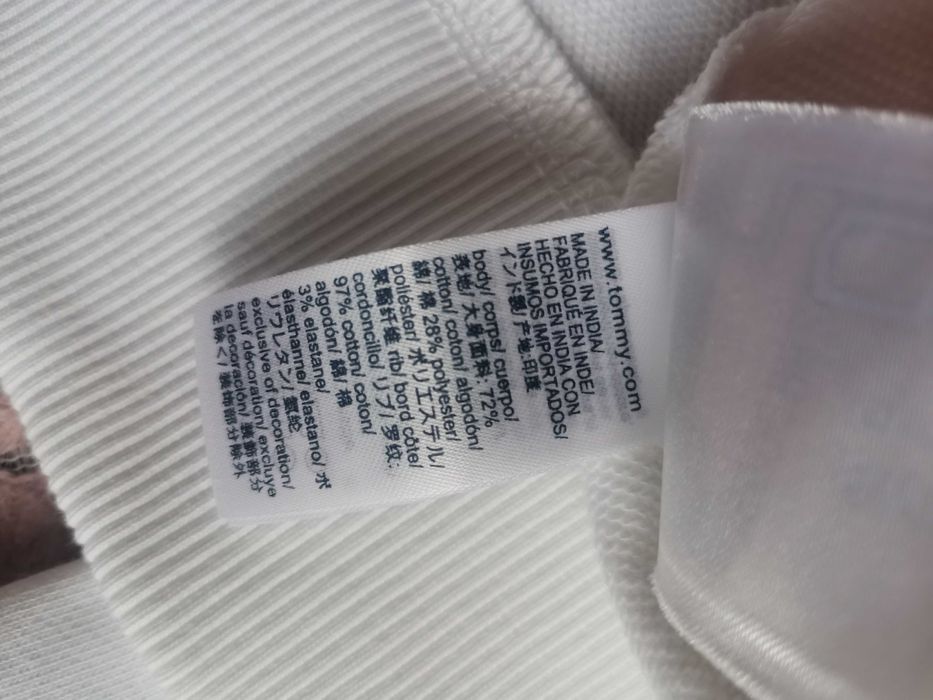 www.tommy.com
MADE IN INDIA/
FABRIQUÉ EN INDE/
HECHO EN INDIA CON
INSUMOS IMPORTADOS/
インド製/ 产地:印度
body/ corps/ cuerpo/
表地/ 大身面料: 72%
cotton/ coton/ algodón/
綿/ 棉 28% polyester/
poliéster/ ポリエステル/
聚酯纤维 rib/ bord côte/
cordoncillo/ リブ/ 罗纹:
97% cotton/ coton/
algodón/ 綿/ 棉
3% elastane/
élasthanne/ elastano/ ポ
リウレタン/ 氨纶
exclusive of decoration/
sauf décoration/ excluye
la decoración/ 装飾部分
を除く/ 装饰部分除外